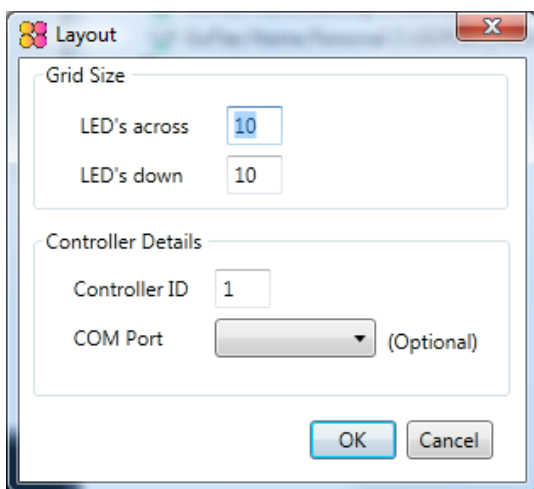 Layout
Grid Size
LED's across 10
LED's down 10
Controller Details
Controller ID 1
COM Port (Optional)
OK Cancel